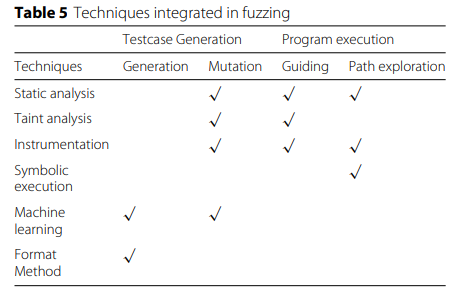 Table 5 Techniques integrated in fuzzing
Testcase Generation Program execution
Techniques Generation Mutation Guiding Path exploration
Static analysis √ √ √
Taint analysis √ √
Instrumentation √ √ √
Symbolic
execution √
Machine
learning √ √
Format
Method √